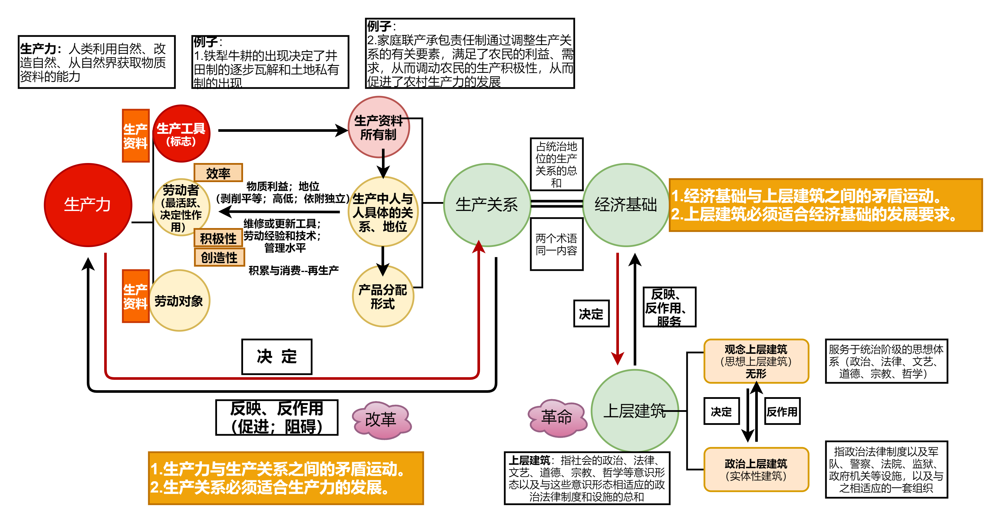 生产力：人类利用自然、改
造自然、从自然界获取物质
资料的能力
例子：
1.铁犁牛耕的出现决定了井
田制的逐步瓦解和土地私有
制的出现
例子：
2.家庭联产承包责任制通过调整生产关
系的有关要素，满足了农民的利益、需
求，从而调动农民的生产积极性，从而
促进了农村生产力的发展
生产
资料
生产工具
（标志）
生产资料
所有制
效率
劳动者
（最活跃、
决定性作
用）
积极性
创造性
物质利益；地位
（剥削平等；高低；依附独立）
维修或更新工具；
劳动经验和技术；
管理水平
积累与消费--再生产
生产中人与
人具体的关
系、地位
生产力
生产
资料
劳动对象
产品分配
形式
生产关系
占统治地
位的生产
关系的总
和
两个术语
同一内容
经济基础
1.经济基础与上层建筑之间的矛盾运动。
2.上层建筑必须适合经济基础的发展要求。
决定
反映、
反作用、
服务
决 定
反映、反作用
（促进；阻碍）
改革
革命
上层建筑
观念上层建筑
（思想上层建筑）
无形
服务于统治阶级的思想体
系（政治、法律、文艺、
道德、宗教、哲学）
决定
反作用
政治上层建筑
（实体性建筑）
指政治法律制度以及军
队、警察、法院、监狱、
政府机关等设施，以及与
之相适应的一套组织
1.生产力与生产关系之间的矛盾运动。
2.生产关系必须适合生产力的发展。
上层建筑：指社会的政治、法律、
文艺、道德、宗教、哲学等意识形
态以及与这些意识形态相适应的政
治法律制度和设施的总和